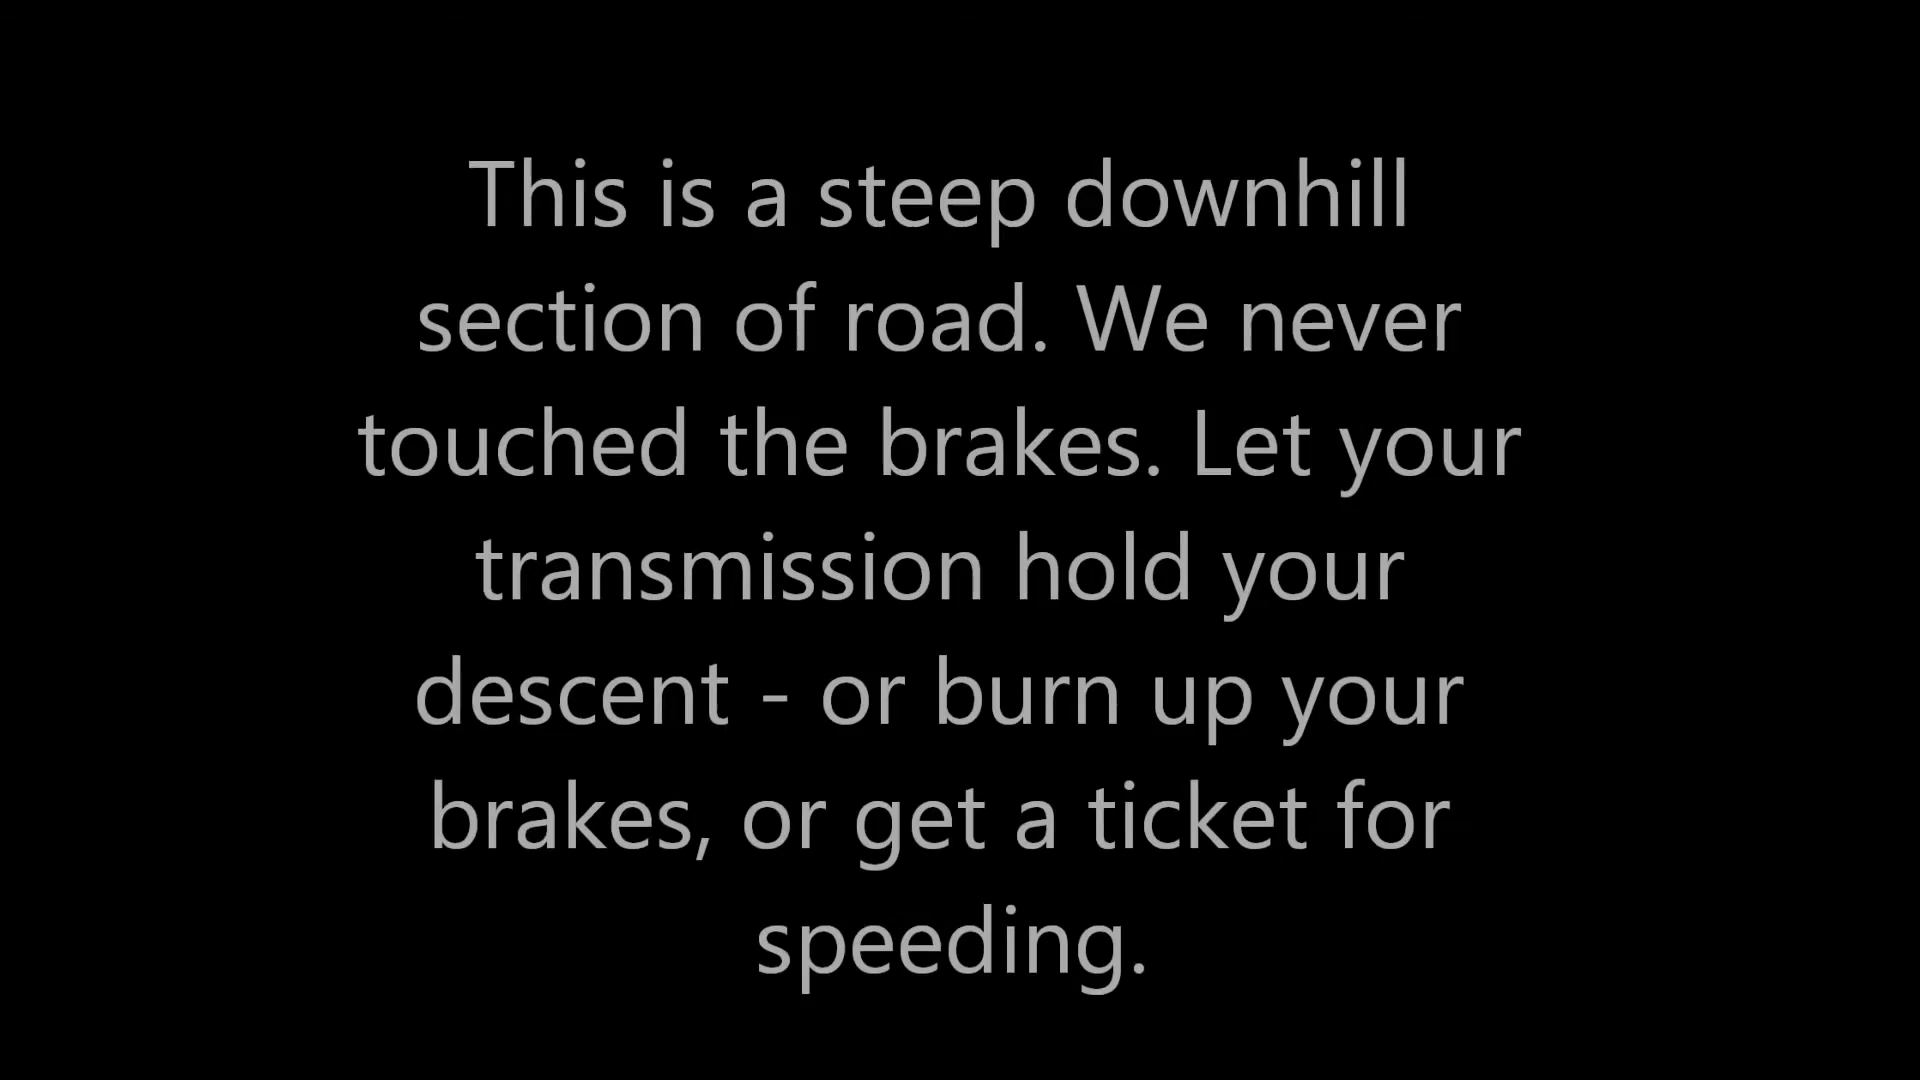 This is a steep downhill
section of road. We never
touched the brakes. Let your
transmission hold your
descent - or burn up your
brakes, or get a ticket for
speeding.